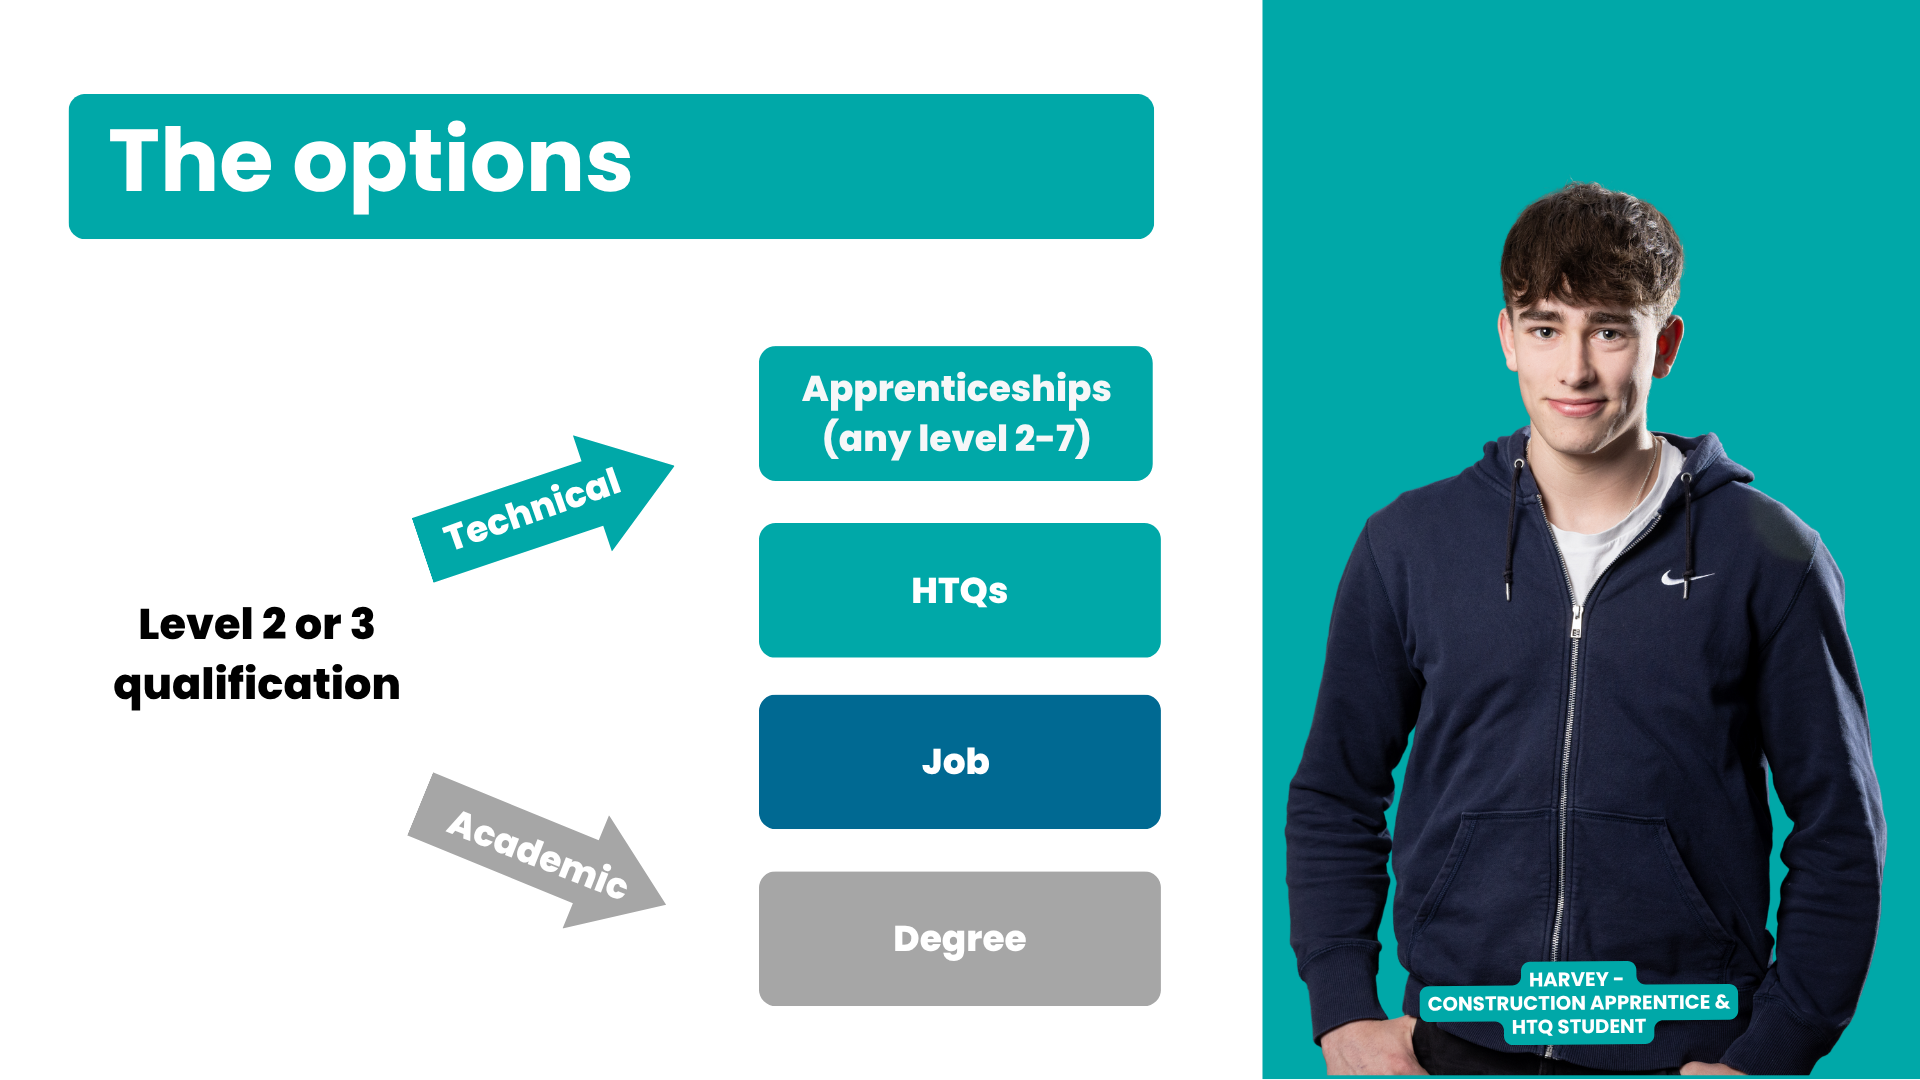 The options
Technical
Level 2 or 3
qualification
Academic
Apprenticeships
(any level 2-7)
HTQs
Job
Degree
HARVEY -
CONSTRUCTION APPRENTICE &
HTQ STUDENT